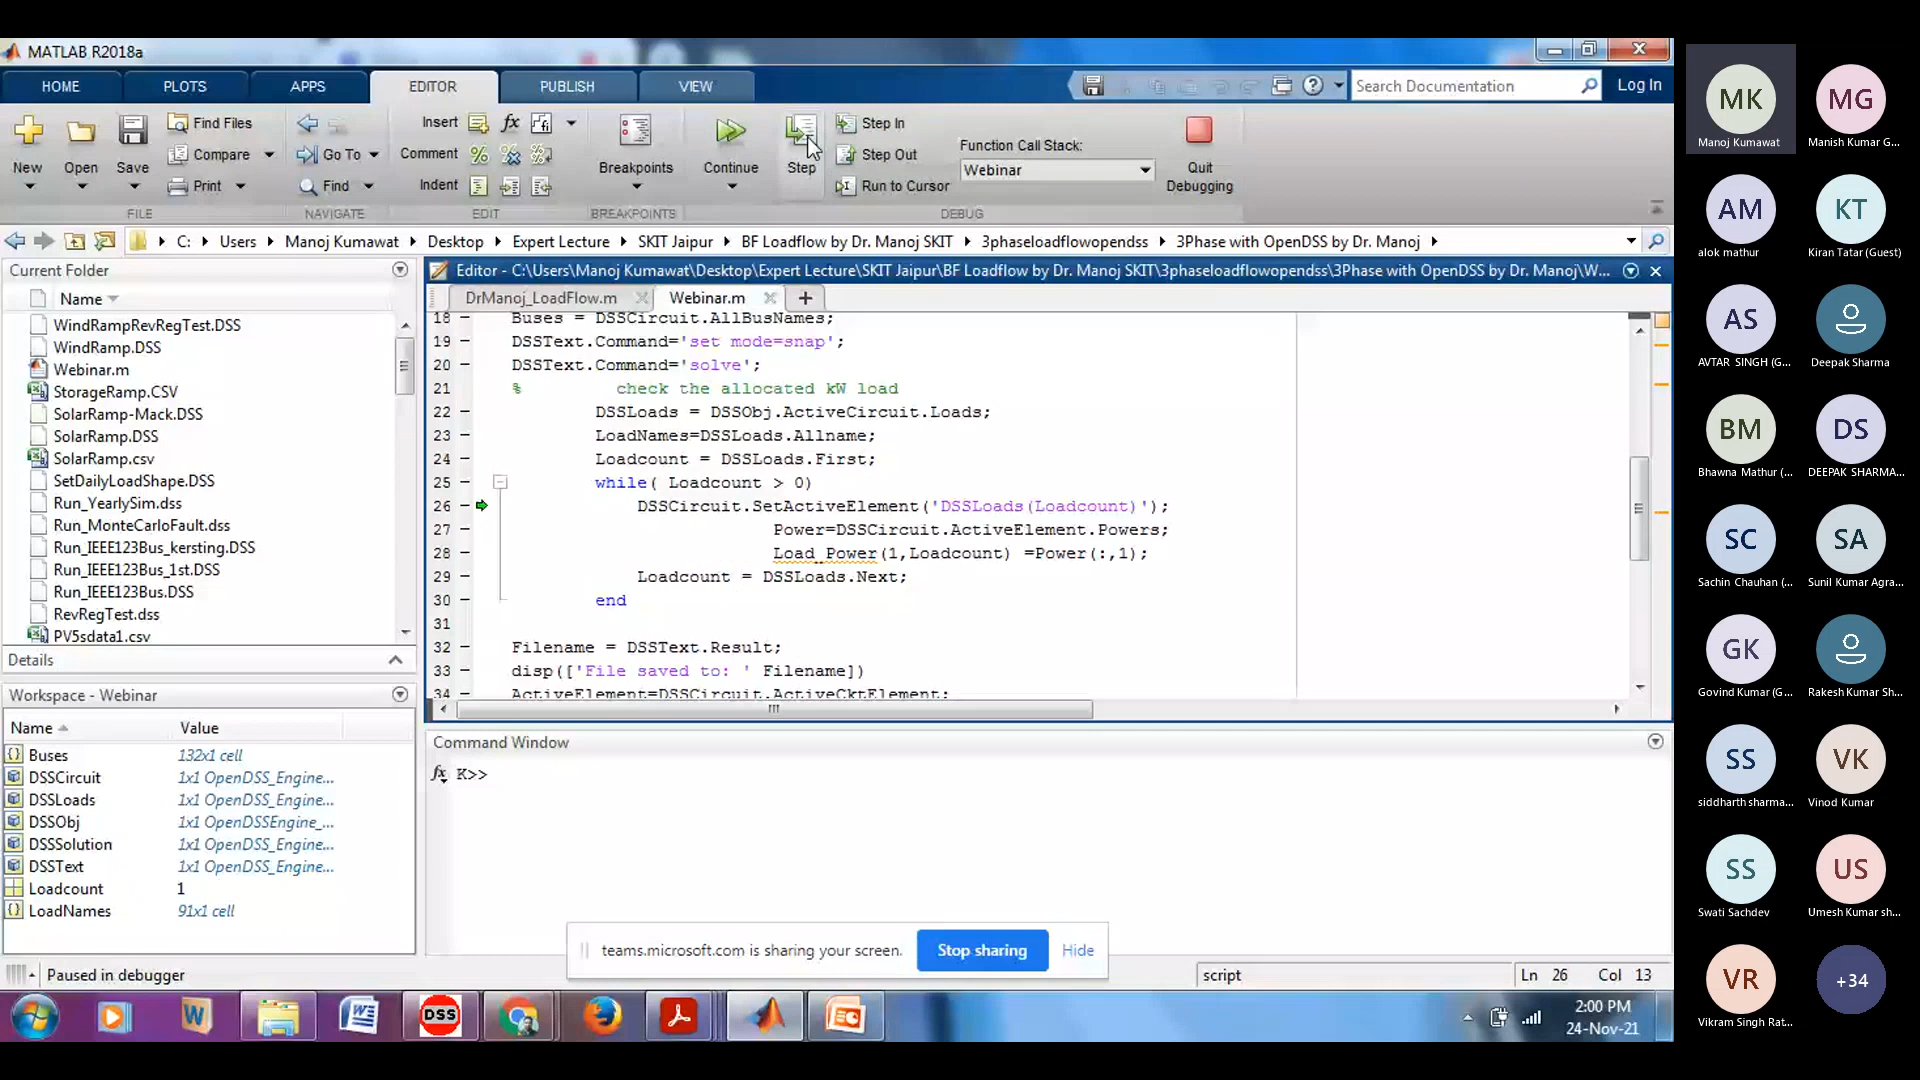 MATLAB R2018a
HOME PLOTS APPS EDITOR PUBLISH VIEW
Search Documentation Log In
New Open Save
Find Files
Compare
Print
FILE
Go To
Find
NAVIGATE
Insert fx
Comment
Indent
EDIT
Breakpoints
BREAKPOINTS
Continue
Step
Step In
Step Out
Run to Cursor
Function Call Stack:
Webinar
Quit
Debugging
DEBUG
C: Users Manoj Kumawat Desktop Expert Lecture SKIT Jaipur BF Loadflow by Dr. Manoj SKIT 3phaseloadflowopendss 3Phase with OpenDSS by Dr. Manoj
Current Folder
Name
WindRampRevRegTest.DSS
WindRamp.DSS
Webinar.m
StorageRamp.CSV
SolarRamp-Mack.DSS
SolarRamp.DSS
SolarRamp.csv
SetDailyLoadShape.DSS
Run_YearlySim.dss
Run_MonteCarloFault.dss
Run_IEEE123Bus_kersting.DSS
Run_IEEE123Bus_1st.DSS
Run_IEEE123Bus.DSS
RevRegTest.dss
PV5sdata1.csv
Details
Workspace - Webinar
Name Value
Buses 132x1 cell
DSSCircuit 1x1 OpenDSS_Engine...
DSSLoads 1x1 OpenDSS_Engine...
DSSObj 1x1 OpenDSSEngine_...
DSSSolution 1x1 OpenDSS_Engine...
DSSText 1x1 OpenDSS_Engine...
Loadcount 1
LoadNames 91x1 cell
Editor - C:\Users\Manoj Kumawat\Desktop\Expert Lecture\SKIT Jaipur\BF Loadflow by Dr. Manoj SKIT\3phaseloadflowopendss\3Phase with OpenDSS by Dr. Manoj\W...
DrManoj_LoadFlow.m Webinar.m
18 - Buses = DSSCircuit.AllBusNames;
19 - DSSText.Command='set mode=snap';
20 - DSSText.Command='solve';
21 % check the allocated kW load
22 - DSSLoads = DSSObj.ActiveCircuit.Loads;
23 - LoadNames=DSSLoads.Allname;
24 - Loadcount = DSSLoads.First;
25 - while( Loadcount > 0)
26 - DSSCircuit.SetActiveElement('DSSLoads(Loadcount)');
27 - Power=DSSCircuit.ActiveElement.Powers;
28 - Load_Power(1,Loadcount) =Power(:,1);
29 - Loadcount = DSSLoads.Next;
30 - end
31
32 - Filename = DSSText.Result;
33 - disp(['File saved to: ' Filename])
34 - ActiveElement=DSSCircuit.ActiveCktElement;
Command Window
fx K>>
teams.microsoft.com is sharing your screen. Stop sharing Hide
Paused in debugger script Ln 26 Col 13
DSS
2:00 PM
24-Nov-21
MK MG
Manoj Kumawat Manish Kumar G...
AM KT
alok mathur Kiran Tatar (Guest)
AS
AVTAR SINGH (G... Deepak Sharma
BM DS
Bhawna Mathur (... DEEPAK SHARMA...
SC SA
Sachin Chauhan (... Sunil Kumar Agra...
GK
Govind Kumar (G... Rakesh Kumar Sh...
SS VK
siddharth sharma... Vinod Kumar
SS US
Swati Sachdev Umesh Kumar sh...
VR +34
Vikram Singh Rat...